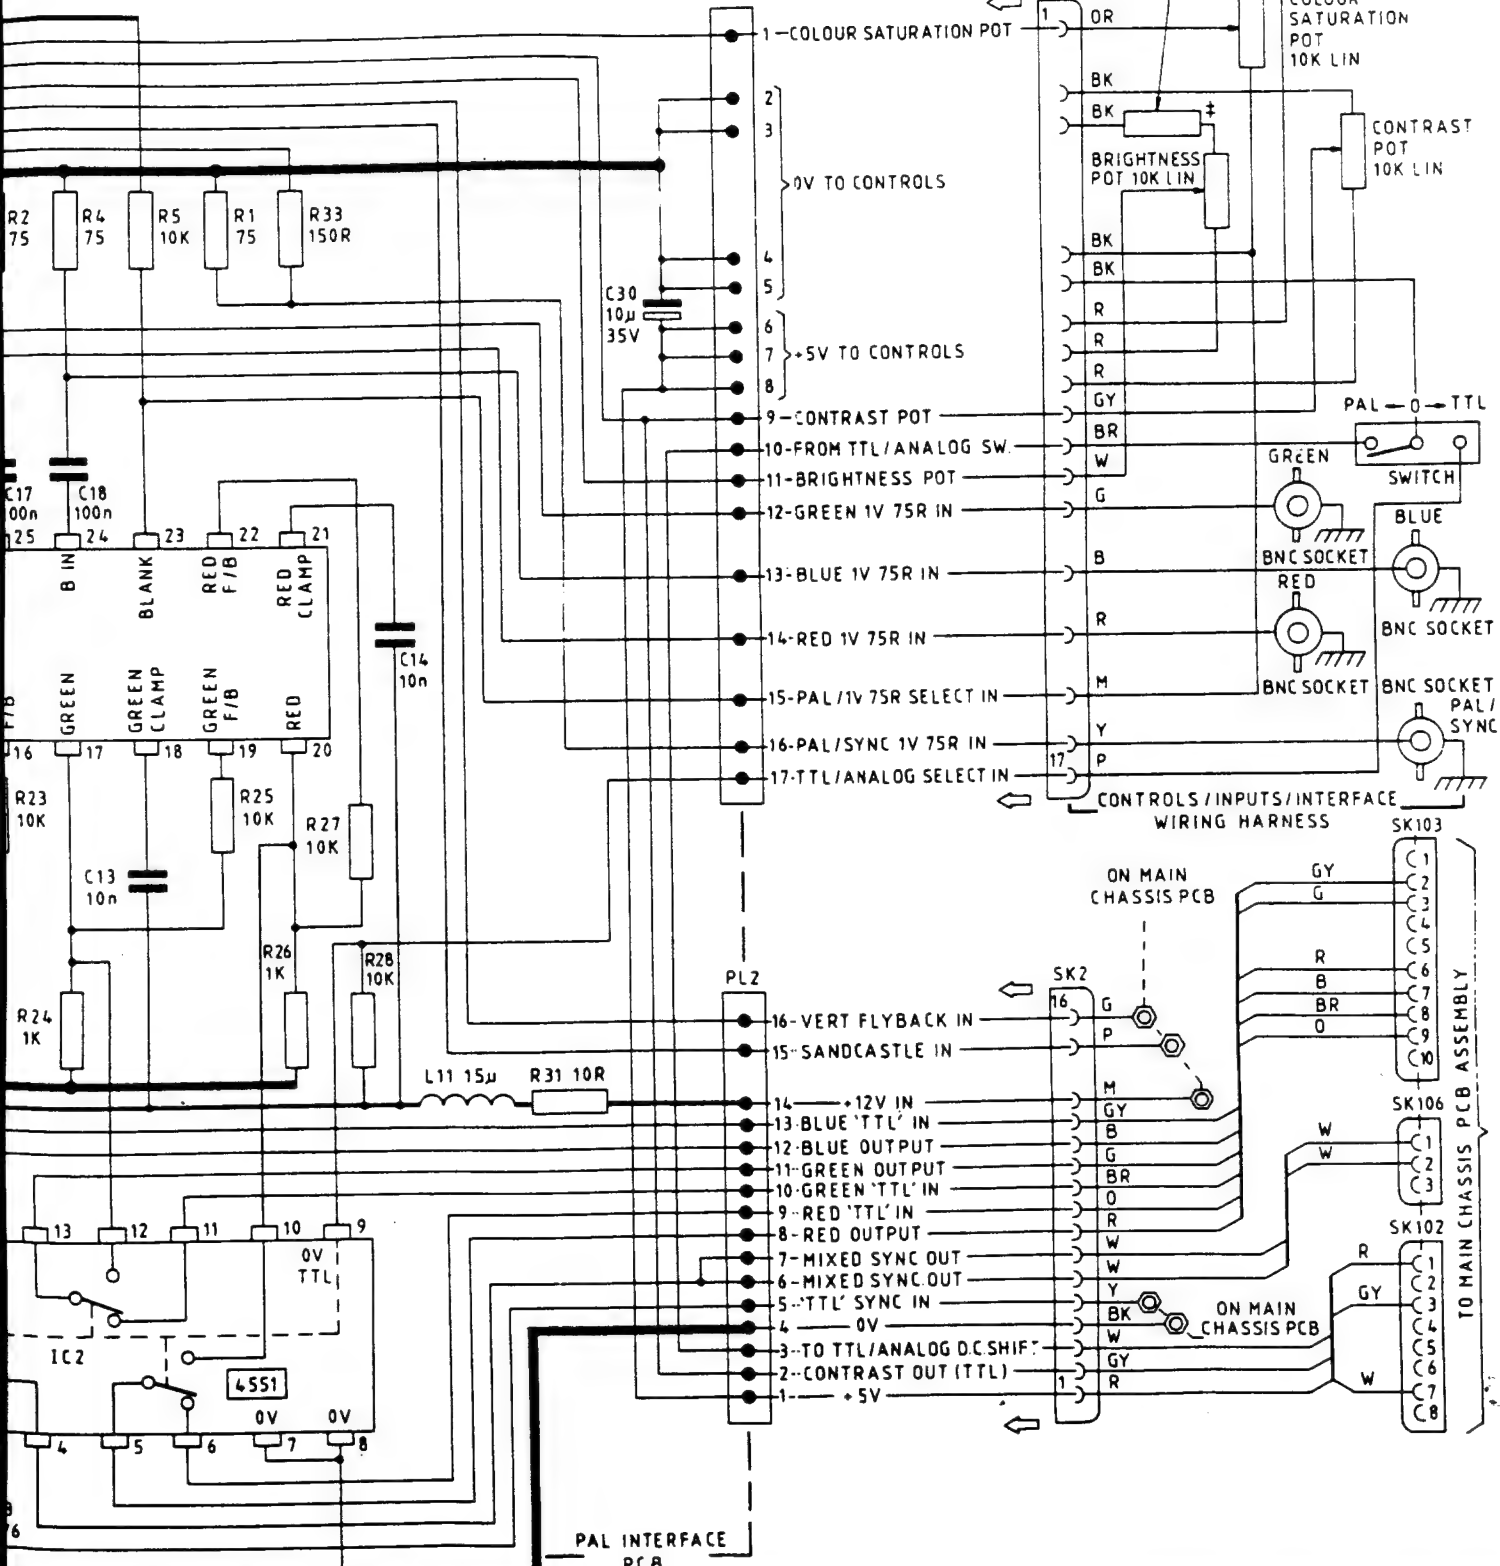 1-COLOUR SATURATION POT
1
OR
SATURATION
POT
10K LIN
2
3
0V TO CONTROLS
4
5
6
7
+5V TO CONTROLS
8
9-CONTRAST POT
10-FROM TTL/ANALOG SW.
11-BRIGHTNESS POT
12-GREEN 1V 75R IN
13-BLUE 1V 75R IN
14-RED 1V 75R IN
15-PAL/1V 75R SELECT IN
16-PAL/SYNC 1V 75R IN
17-TTL/ANALOG SELECT IN
BK
BK
‡
BRIGHTNESS
POT 10K LIN
CONTRAST
POT
10K LIN
BK
BK
R
R
R
GY
BR
W
G
B
R
M
Y
17
P
PAL
0
TTL
SWITCH
GREEN
BNC SOCKET
BLUE
BNC SOCKET
RED
BNC SOCKET
BNC SOCKET
PAL/
SYNC
CONTROLS/INPUTS/INTERFACE
WIRING HARNESS
R2
75
R4
75
R5
10K
R1
75
R33
150R
C30
10µ
35V
C17
00n
C18
100n
25
24
23
22
21
B IN
BLANK
RED
F/B
RED
CLAMP
C14
10n
F/B
GREEN
GREEN
CLAMP
GREEN
F/B
RED
16
17
18
19
20
R23
10K
R25
10K
R27
10K
C13
10n
R26
1K
R28
10K
R24
1K
L11 15µ
R31 10R
PL2
16-VERT FLYBACK IN
15-SANDCASTLE IN
14
+12V IN
13-BLUE 'TTL' IN
12-BLUE OUTPUT
11-GREEN OUTPUT
10-GREEN 'TTL' IN
9-RED 'TTL' IN
8-RED OUTPUT
7-MIXED SYNC OUT
6-MIXED SYNC OUT
5-'TTL' SYNC IN
4
0V
3-TO TTL/ANALOG D.C.SHIFT
2-CONTRAST OUT (TTL)
1
+5V
SK2
16
G
P
M
GY
B
G
BR
O
R
W
W
Y
BK
W
GY
1
R
ON MAIN
CHASSIS PCB
ON MAIN
CHASSIS PCB
SK103
GY
G
R
B
BR
O
1
2
3
4
5
6
7
8
9
10
SK106
W
W
1
2
3
SK102
R
GY
W
1
2
3
4
5
6
7
8
TO MAIN CHASSIS PCB ASSEMBLY
13
12
11
10
9
0V
TTL
IC2
4551
0V
0V
4
5
6
7
8
PAL INTERFACE
PCB